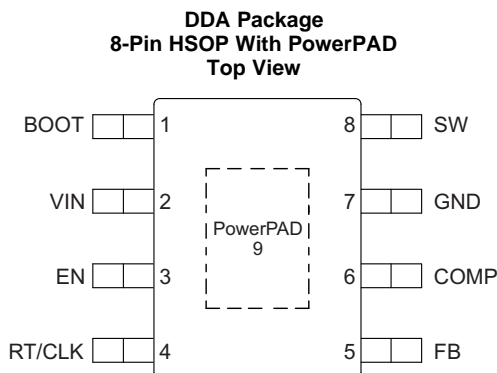 DDA Package
8-Pin HSOP With PowerPAD
Top View
BOOT 1 8 SW
VIN 2 7 GND
PowerPAD
9
EN 3 6 COMP
RT/CLK 4 5 FB